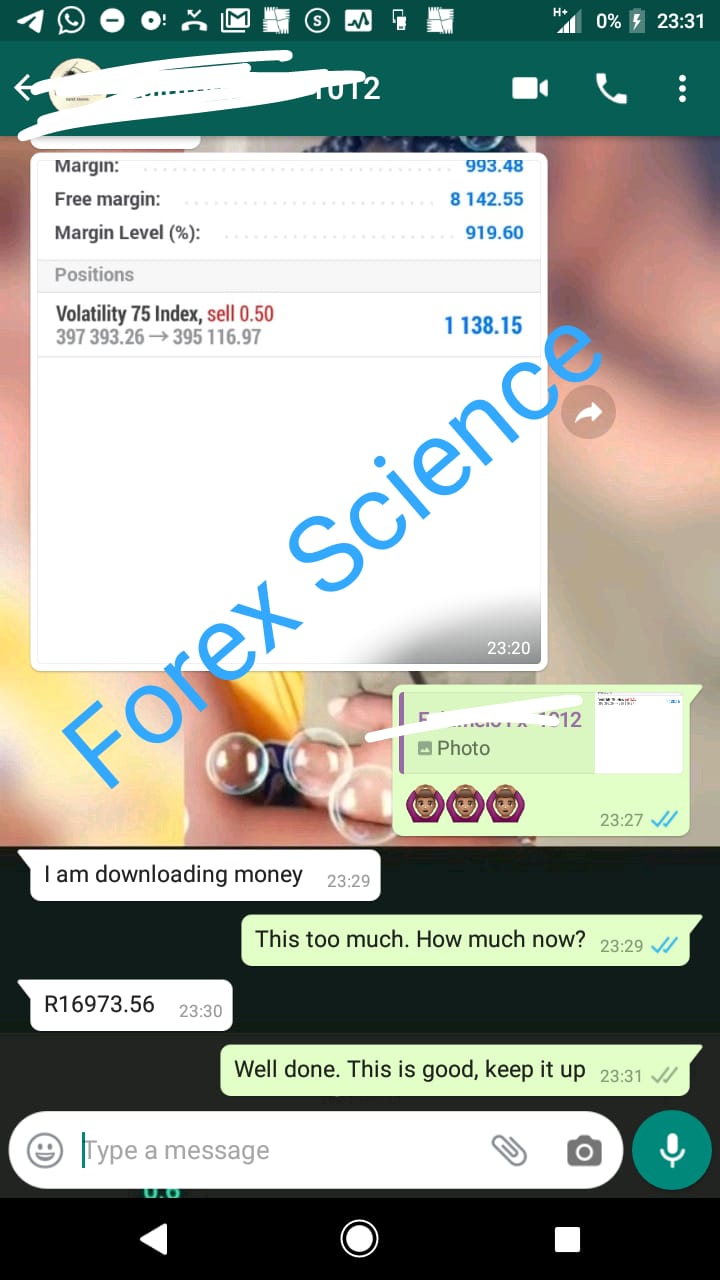 H+ 0% 23:31
1012
Margin: 993.48
Free margin: 8 142.55
Margin Level (%): 919.60
Positions
Volatility 75 Index, sell 0.50
397 393.26 → 395 116.97 1 138.15
23:20
Forex Science
1012
Photo
23:27
I am downloading money 23:29
This too much. How much now? 23:29
R16973.56 23:30
Well done. This is good, keep it up 23:31
Type a message
0.6